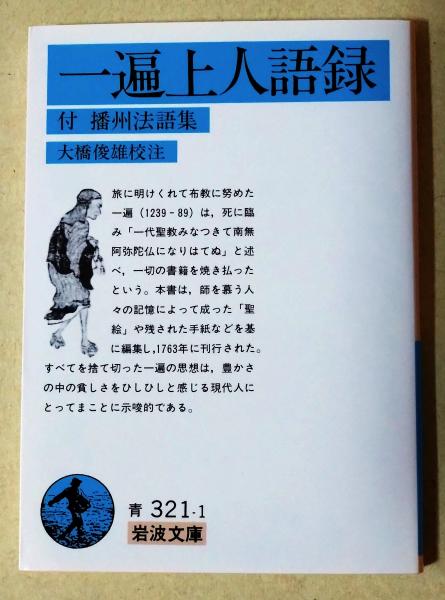 一遍上人語録
付 播州法語集
大橋俊雄校注
旅に明けくれて布教に努めた
一遍（1239‐89）は，死に臨
み「一代聖教みなつきて南無
阿弥陀仏になりはてぬ」と述
べ，一切の書籍を焼き払った
という。本書は，師を慕う人
々の記憶によって成った「聖
絵」や残された手紙などを基
に編集し，1763年に刊行された。
すべてを捨て切った一遍の思想は，豊かさ
の中の貧しさをひしひしと感じる現代人に
とってまことに示唆的である。
青 321-1
岩波文庫